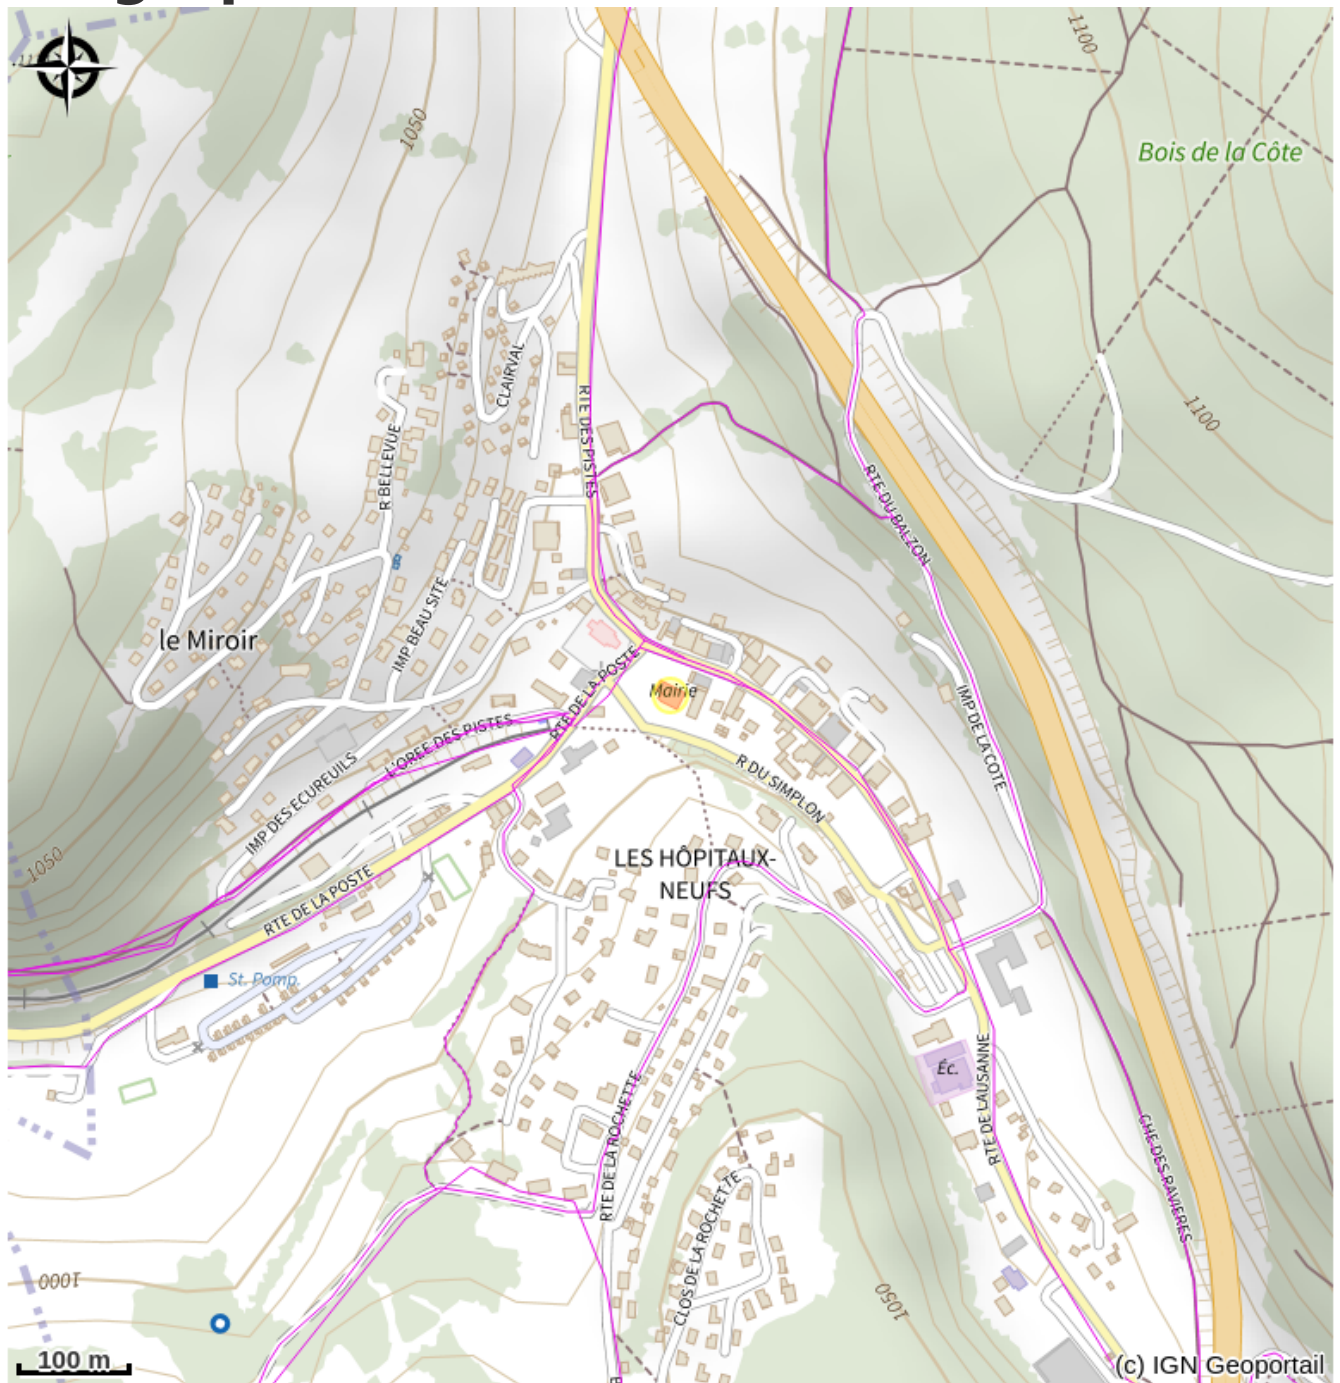 1100
1050
Bois de la Côte
CLAIRVAL
RTE DES PISTES
R BELLEVUE
1100
RTE DU BALZON
IMP BEAU SITE
le Miroir
RTE DE LA POSTE
Mairie
IMP DE LA COTE
L'OREE DES PISTES
IMP DES ECUREUILS
R DU SIMPLON
1050
LES HÔPITAUX-
NEUFS
RTE DE LA POSTE
St. Pomp.
Éc.
RTE DE LAUSANNE
RTE DE LA ROCHETTE
CHE DES RAVIERES
CLOS DE LA ROCHETTE
1000
1050
100 m
(c) IGN Geoportail